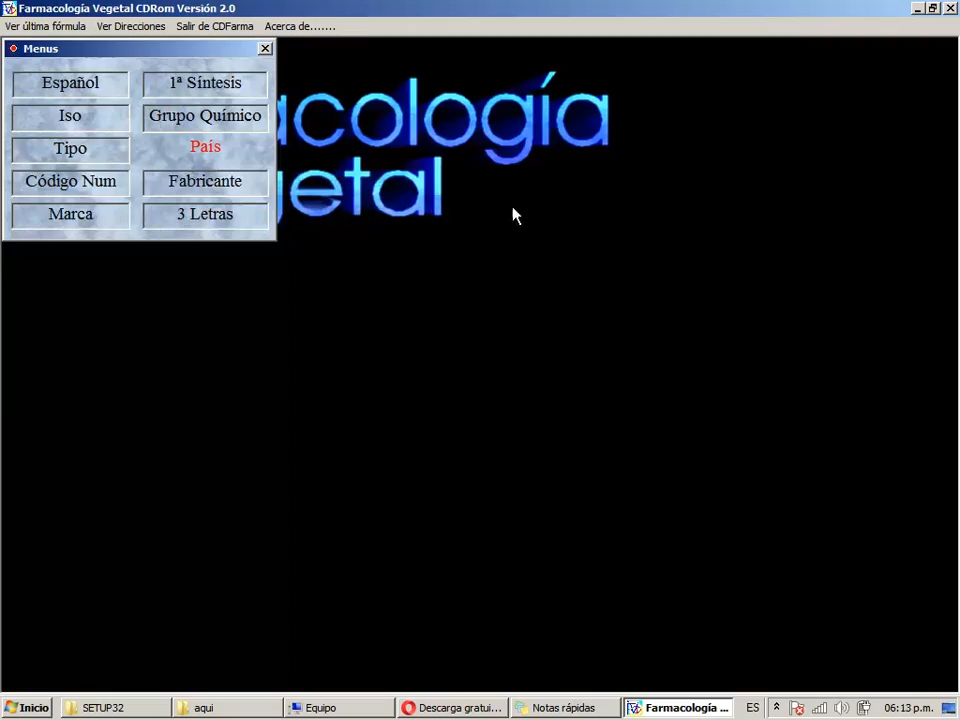 Farmacología Vegetal CDRom Versión 2.0
Ver última fórmula Ver Direcciones Salir de CDFarma Acerca de.......
Menus
Español 1ª Síntesis
Iso Grupo Químico
Tipo País
Código Num Fabricante
Marca 3 Letras
acología
getal
Inicio SETUP32 aqui Equipo Descarga gratui... Notas rápidas Farmacología ... ES 06:13 p.m.